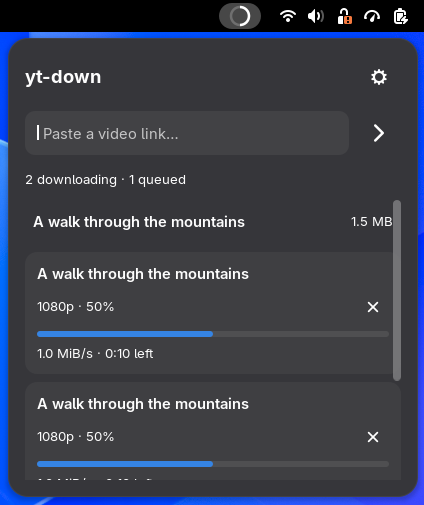 yt-down
Paste a video link...
2 downloading · 1 queued
A walk through the mountains 1.5 MB
A walk through the mountains
1080p · 50%
1.0 MiB/s · 0:10 left
A walk through the mountains
1080p · 50%